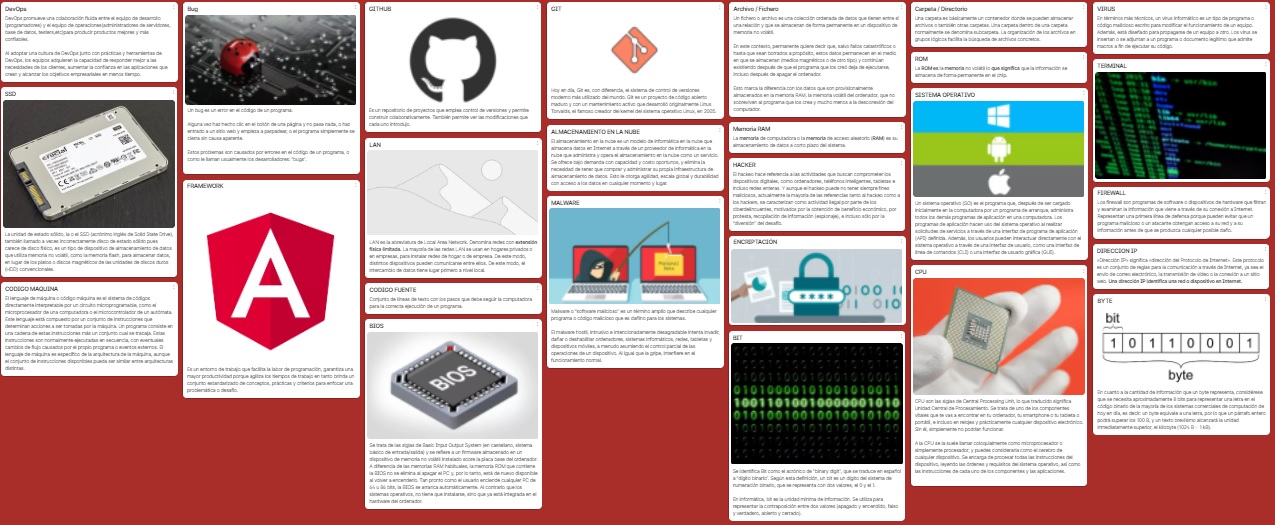 DevOps
DevOps promueve una colaboración fluida entre el equipo de desarrollo
(programadores) y el equipo de operaciones(administradores de servidores,
base de datos, testers,etc)para producir productos mejores y más
confiables.
Al adoptar una cultura de DevOps junto con prácticas y herramientas de
DevOps, los equipos adquieren la capacidad de responder mejor a las
necesidades de los clientes, aumentar la confianza en las aplicaciones que
crean y alcanzar los objetivos empresariales en menos tiempo.
SSD
crucial
La unidad de estado sólido, la o el SSD (acrónimo inglés de Solid State Drive),
también llamado a veces incorrectamente disco de estado sólido pues
carece de disco físico, es un tipo de dispositivo de almacenamiento de datos
que utiliza memoria no volátil, como la memoria flash, para almacenar datos,
en lugar de los platos o discos magnéticos de las unidades de discos duros
(HDD) convencionales.
CODIGO MAQUINA
El lenguaje de máquina o código máquina es el sistema de códigos
directamente interpretable por un circuito microprogramable, como el
microprocesador de una computadora o el microcontrolador de un autómata.
Este lenguaje está compuesto por un conjunto de instrucciones que
determinan acciones a ser tomadas por la máquina. Un programa consiste en
una cadena de estas instrucciones más un conjunto cual se trabaja. Estas
instrucciones son normalmente ejecutadas en secuencia, con eventuales
cambios de flujo causados por el propio programa o eventos externos. El
lenguaje de máquina es específico de la arquitectura de la máquina, aunque
el conjunto de instrucciones disponibles pueda ser similar entre arquitecturas
distintas.
Bug
Un bug es un error en el código de un programa.
Alguna vez haz hecho clic en el botón de una página y no pasa nada, o haz
entrado a un sitio web y empieza a parpadear, o el programa simplemente se
cierra sin causa aparente.
Estos problemas son causados por errores en el código de un programa, o
como le llaman usualmente los desarrolladores: "bugs".
FRAMEWORK
A
Es un entorno de trabajo que facilita la labor de programación, garantiza una
mayor productividad porque agiliza los tiempos de trabajo en tanto brinda un
conjunto estandarizado de conceptos, prácticas y criterios para enfocar una
problemática o desafío.
GITHUB
Es un repositorio de proyectos que emplea control de versiones y permite
construir colaborativamente. También permite ver las modificaciones que
cada uno introdujo.
LAN
LAN es la abreviatura de Local Area Network. Denomina redes con extensión
física limitada. La mayoría de las redes LAN se usan en hogares privados o
en empresas, para instalar redes de hogar o de empresa. De este modo,
distintos dispositivos pueden comunicarse entre ellos. De este modo, el
intercambio de datos tiene lugar primero a nivel local.
CODIGO FUENTE
Conjunto de líneas de texto con los pasos que debe seguir la computadora
para la correcta ejecución de un programa.
BIOS
BIOS
Se trata de las siglas de Basic Input Output System (en castellano, sistema
básico de entrada/salida) y se refiere a un firmware almacenado en un
dispositivo de memoria no volátil instalado sobre la placa base del ordenador.
A diferencia de las memorias RAM habituales, la memoria ROM que contiene
la BIOS no se elimina al apagar el PC y, por lo tanto, está de nuevo disponible
al volver a encenderlo. Tan pronto como el usuario enciende cualquier PC de
64 u 86 bits, la BIOS se arranca automáticamente. Al contrario que los
sistemas operativos, no tiene que instalarse, sino que ya está integrada en el
hardware del ordenador.
GIT
Hoy en día, Git es, con diferencia, el sistema de control de versiones
moderno más utilizado del mundo. Git es un proyecto de código abierto
maduro y con un mantenimiento activo que desarrolló originalmente Linus
Torvalds, el famoso creador del kernel del sistema operativo Linux, en 2005.
ALMACENAMIENTO EN LA NUBE
El almacenamiento en la nube es un modelo de informática en la nube que
almacena datos en Internet a través de un proveedor de informática en la
nube que administra y opera el almacenamiento en la nube como un servicio.
Se ofrece bajo demanda con capacidad y costo oportunos, y elimina la
necesidad de tener que comprar y administrar su propia infraestructura de
almacenamiento de datos. Esto le otorga agilidad, escala global y durabilidad
con acceso a los datos en cualquier momento y lugar.
MALWARE
Personal
Data
Malware o "software malicioso" es un término amplio que describe cualquier
programa o código malicioso que es dañino para los sistemas.
El malware hostil, intrusivo e intencionadamente desagradable intenta invadir,
dañar o deshabilitar ordenadores, sistemas informáticos, redes, tabletas y
dispositivos móviles, a menudo asumiendo el control parcial de las
operaciones de un dispositivo. Al igual que la gripe, interfiere en el
funcionamiento normal.
Archivo / Fichero
Un fichero o archivo es una colección ordenada de datos que tienen entre sí
una relación y que se almacenan de forma permanente en un dispositivo de
memoria no volátil.
En este contexto, permanente quiere decir que, salvo fallos catastróficos o
hasta que sean borrados a propósito, estos datos permanecen en el medio
en que se almacenan (medios magnéticos o de otro tipo) y continúan
existiendo después de que el programa que los creó deja de ejecutarse,
incluso después de apagar el ordenador.
Esto marca la diferencia con los datos que son provisionalmente
almacenados en la memoria RAM, la memoria volátil del ordenador, que no
sobreviven al programa que los crea y mucho menos a la desconexión del
computador.
Memoria RAM
La memoria de computadora o la memoria de acceso aleatorio (RAM) es su
almacenamiento de datos a corto plazo del sistema.
HACKER
El hackeo hace referencia a las actividades que buscan comprometer los
dispositivos digitales, como ordenadores, teléfonos inteligentes, tabletas e
incluso redes enteras. Y aunque el hackeo puede no tener siempre fines
maliciosos, actualmente la mayoría de las referencias tanto al hackeo como a
los hackers, se caracterizan como actividad ilegal por parte de los
ciberdelincuentes, motivados por la obtención de beneficio económico, por
protesta, recopilación de información (espionaje), e incluso sólo por la
"diversión" del desafío.
ENCRIPTACIÓN
BIT
Se identifica Bit como el acrónico de "binary digit", que se traduce en español
a "dígito binario". Según esta definición, un bit es un dígito del sistema de
numeración binario, que se representa con dos valores, el 0 y el 1.
En informática, bit es la unidad mínima de información. Se utiliza para
representar la contraposición entre dos valores (apagado y encendido, falso
y verdadero, abierto y cerrado).
Carpeta / Directorio
Una carpeta es básicamente un contenedor donde se pueden almacenar
archivos o también otras carpetas. Una carpeta dentro de una carpeta
normalmente se denomina subcarpeta. La organización de los archivos en
grupos lógicos facilita la búsqueda de archivos concretos.
ROM
La ROM es la memoria no volátil lo que significa que la información se
almacena de forma permanente en el chip.
SISTEMA OPERATIVO
Un sistema operativo (SO) es el programa que, después de ser cargado
inicialmente en la computadora por un programa de arranque, administra
todos los demás programas de aplicación en una computadora. Los
programas de aplicación hacen uso del sistema operativo al realizar solicitudes
de servicios a través de una interfaz de programa de aplicación
(API) definida. Además, los usuarios pueden interactuar directamente con el
sistema operativo a través de una interfaz de usuario, como una interfaz de
línea de comandos (CLI) o una interfaz de usuario gráfica (GUI).
CPU
CPU son las siglas de Central Processing Unit, lo que traducido significa
Unidad Central de Procesamiento. Se trata de uno de los componentes
vitales que te vas a encontrar en tu ordenador, tu smartphone o tu tableta o
portable, e incluso en relojes y prácticamente cualquier dispositivo electrónico.
Sin él, simplemente no podrían funcionar.
A la CPU se la suele llamar coloquialmente como microprocesador o
simplemente procesador, y puedes considerarla como el cerebro de
cualquier dispositivo. Se encarga de procesar todas las instrucciones del
dispositivo, leyendo las órdenes y requisitos del sistema operativo, así como
las instrucciones de cada uno de los componentes y las aplicaciones.
VIRUS
En términos más técnicos, un virus informático es un tipo de programa o
código malicioso escrito para modificar el funcionamiento de un equipo.
Además, está diseñado para propagarse de un equipo a otro. Los virus se
insertan o se adjuntan a un programa o documento legítimo que admite
macros a fin de ejecutar su código.
TERMINAL
FIREWALL
Los firewall son programas de software o dispositivos de hardware que filtran
y examinan la información que viene a través de su conexión a Internet.
Representan una primera línea de defensa porque pueden evitar que un
programa malicioso o un atacante obtengan acceso a su red y a su
información antes de que se produzca cualquier posible daño.
DIRECCION IP
«Dirección IP» significa «dirección del Protocolo de Internet». Este protocolo
es un conjunto de reglas para la comunicación a través de Internet, ya sea el
envío de correo electrónico, la transmisión de vídeo o la conexión a un sitio
web. Una dirección IP identifica una red o dispositivo en Internet.
BYTE
bit
1 0 1 1 0 0 0 1
byte
En cuanto a la cantidad de información que un byte representa, considérese
que se necesita aproximadamente 8 bits para representar una letra en el
código binario de la mayoría de los sistemas comerciales de computación de
hoy en día, es decir: un byte equivale a una letra, por lo que un párrafo entero
podrá superar los 100 B, y un texto brevísimo alcanzará la unidad
inmediatamente superior, el kilobyte (1024 B = 1 kB).